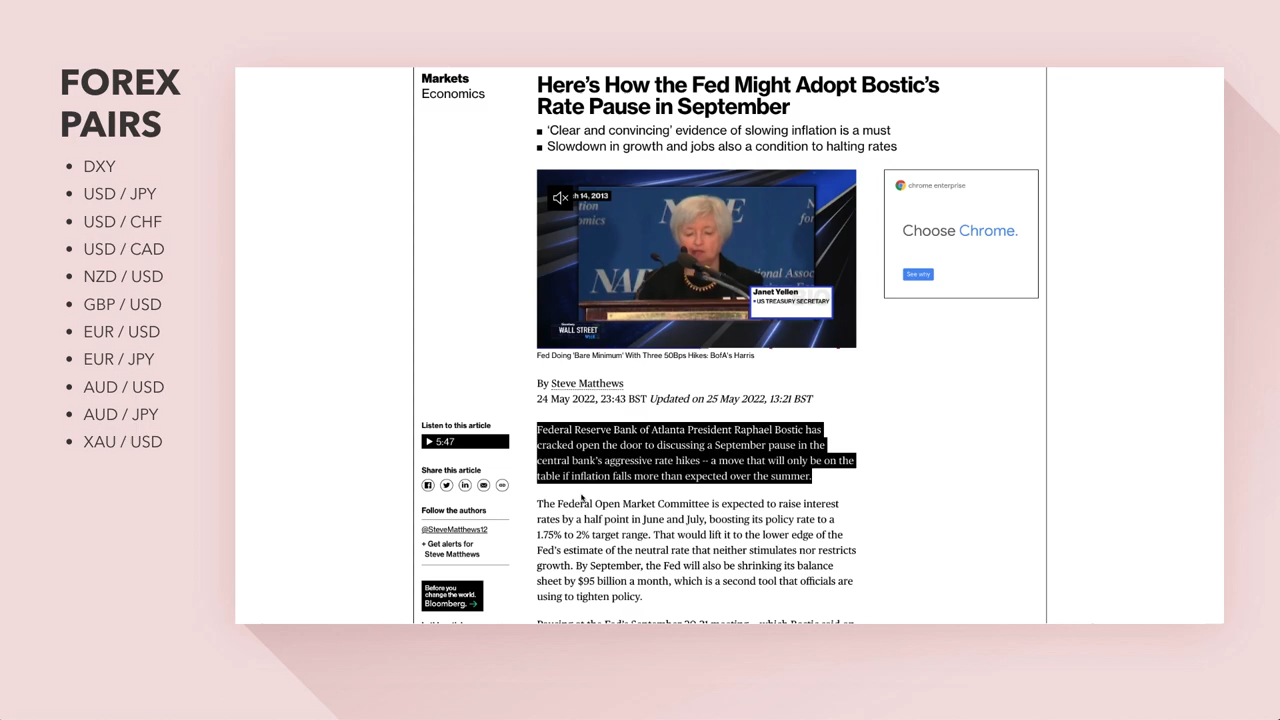 FOREX
PAIRS
DXY
USD / JPY
USD / CHF
USD / CAD
NZD / USD
GBP / USD
EUR / USD
EUR / JPY
AUD / USD
AUD / JPY
XAU / USD
Markets
Economics
Here's How the Fed Might Adopt Bostic's
Rate Pause in September
'Clear and convincing' evidence of slowing inflation is a must
Slowdown in growth and jobs also a condition to halting rates
h 14, 2013
Janet Yellen
US TREASURY SECRETARY
WALL STREET
WEEK
Fed Doing 'Bare Minimum' With Three 50Bps Hikes: BofA's Harris
chrome enterprise
Choose Chrome.
See why
By Steve Matthews
24 May 2022, 23:43 BST Updated on 25 May 2022, 13:21 BST
Listen to this article
5:47
Share this article
Follow the authors
@SteveMatthews12
+ Get alerts for
Steve Matthews
Before you
change the world.
Bloomberg. →
Federal Reserve Bank of Atlanta President Raphael Bostic has
cracked open the door to discussing a September pause in the
central bank's aggressive rate hikes -- a move that will only be on the
table if inflation falls more than expected over the summer.
The Federal Open Market Committee is expected to raise interest
rates by a half point in June and July, boosting its policy rate to a
1.75% to 2% target range. That would lift it to the lower edge of the
Fed's estimate of the neutral rate that neither stimulates nor restricts
growth. By September, the Fed will also be shrinking its balance
sheet by $95 billion a month, which is a second tool that officials are
using to tighten policy.